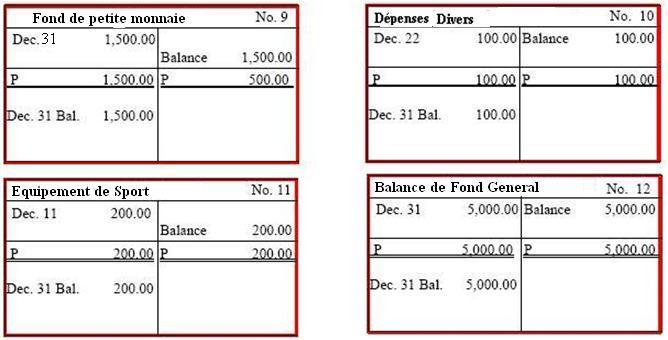 Fond de petite monnaie No. 9
Dec. 31 1,500.00
Balance 1,500.00
P 1,500.00 P 500.00
Dec. 31 Bal. 1,500.00
Dépenses Divers No. 10
Dec. 22 100.00 Balance 100.00
P 100.00 P 100.00
Dec. 31 Bal. 100.00
Equipement de Sport No. 11
Dec. 11 200.00
Balance 200.00
P 200.00 P 200.00
Dec. 31 Bal. 200.00
Balance de Fond General No. 12
Dec. 31 5,000.00 Balance 5,000.00
P 5,000.00 P 5,000.00
Dec. 31 Bal. 5,000.00